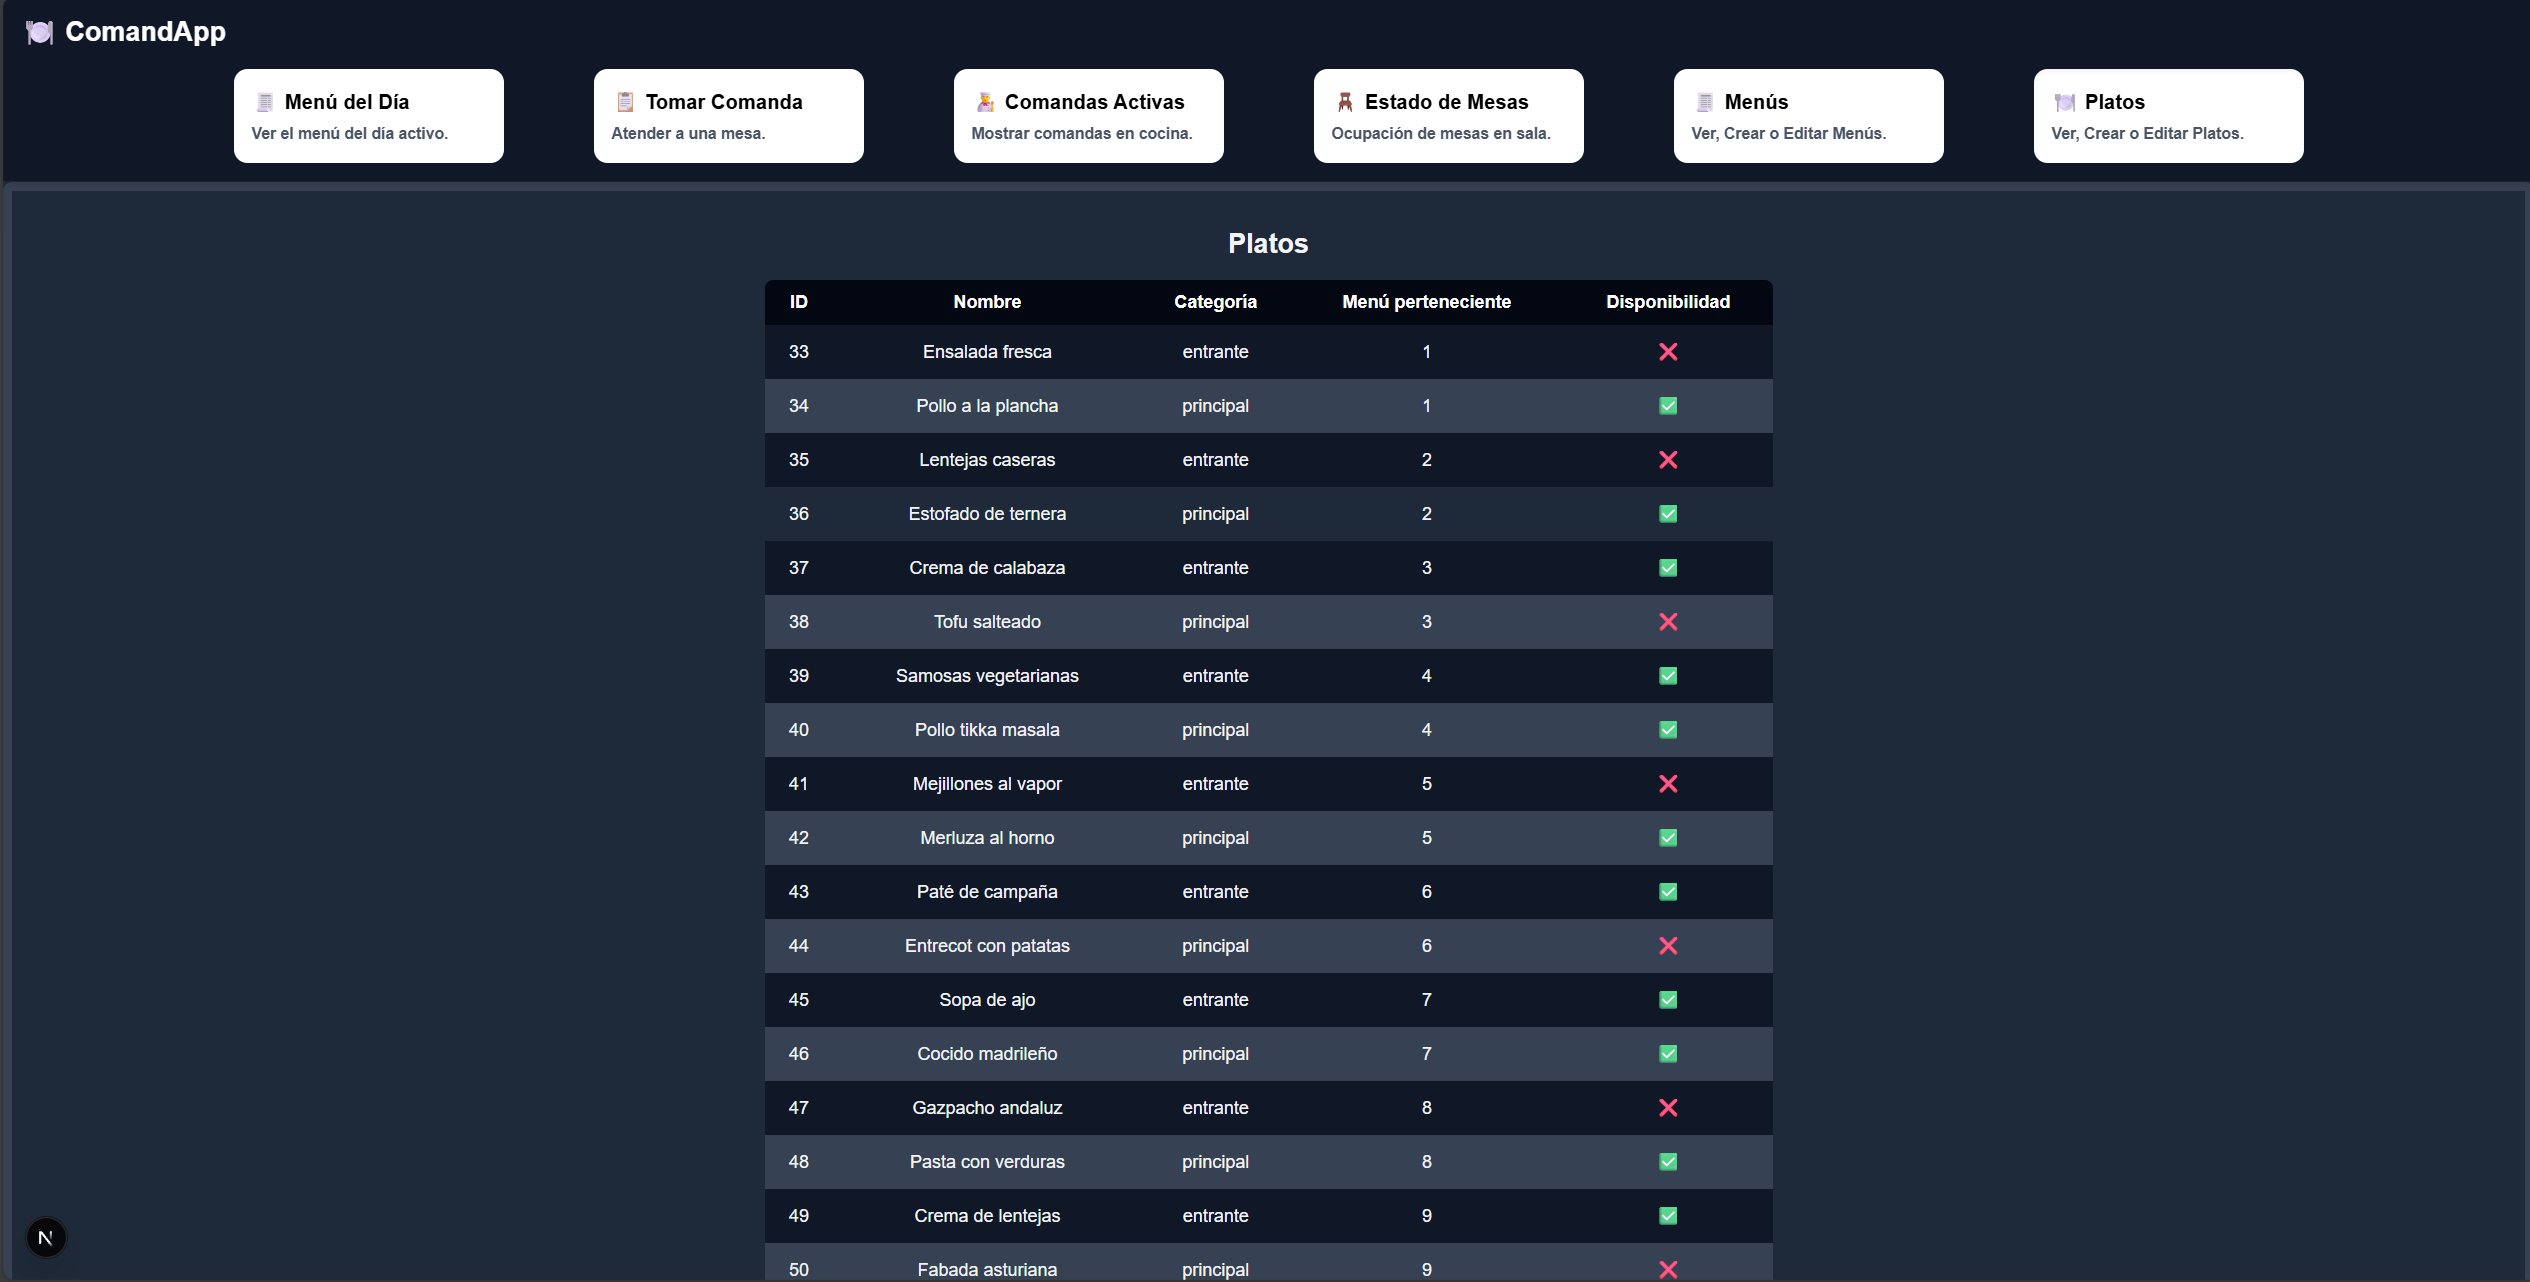 ComandApp
Menú del Día
Ver el menú del día activo.
Tomar Comanda
Atender a una mesa.
Comandas Activas
Mostrar comandas en cocina.
Estado de Mesas
Ocupación de mesas en sala.
Menús
Ver, Crear o Editar Menús.
Platos
Ver, Crear o Editar Platos.
Platos
ID Nombre Categoría Menú perteneciente Disponibilidad
33 Ensalada fresca entrante 1 ❌
34 Pollo a la plancha principal 1 ✅
35 Lentejas caseras entrante 2 ❌
36 Estofado de ternera principal 2 ✅
37 Crema de calabaza entrante 3 ✅
38 Tofu salteado principal 3 ❌
39 Samosas vegetarianas entrante 4 ✅
40 Pollo tikka masala principal 4 ✅
41 Mejillones al vapor entrante 5 ❌
42 Merluza al horno principal 5 ✅
43 Paté de campaña entrante 6 ✅
44 Entrecot con patatas principal 6 ❌
45 Sopa de ajo entrante 7 ✅
46 Cocido madrileño principal 7 ✅
47 Gazpacho andaluz entrante 8 ❌
48 Pasta con verduras principal 8 ✅
49 Crema de lentejas entrante 9 ✅
50 Fabada asturiana principal 9 ❌
N